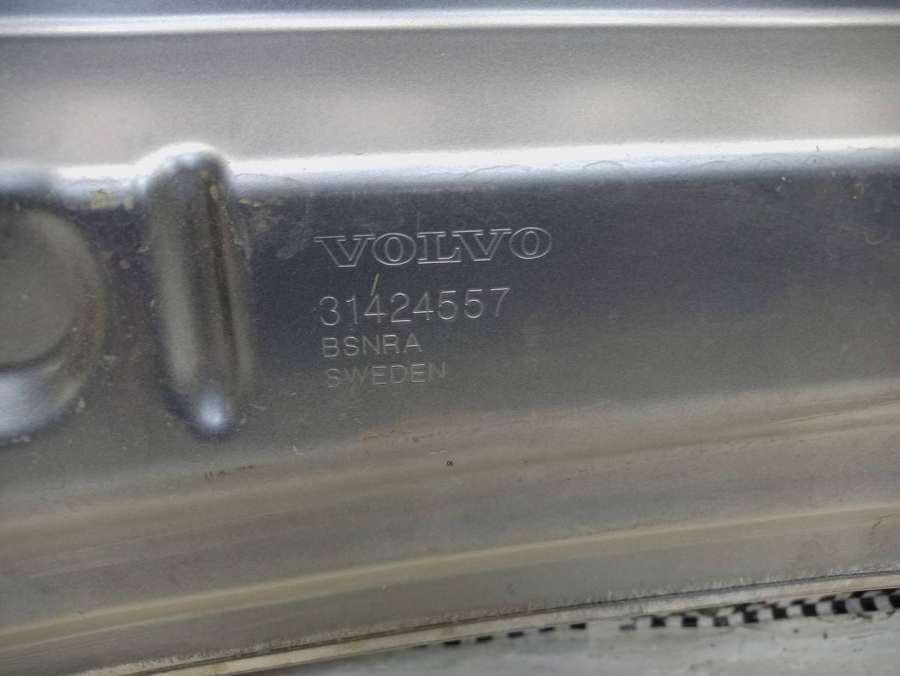 VOLVO
31424557
BSNRA
SWEDEN